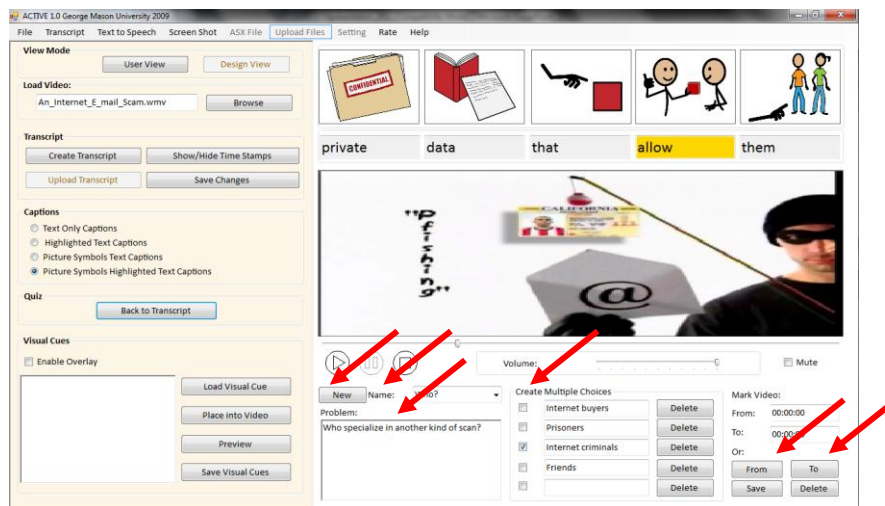 ACTIVE 1.0 George Mason University 2009
File Transcript Text to Speech Screen Shot ASX File Upload Files Setting Rate Help
View Mode
User View Design View
Load Video:
An_Internet_E_mail_Scam.wmv Browse
Transcript
Create Transcript Show/Hide Time Stamps
Upload Transcript Save Changes
Captions
Text Only Captions
Highlighted Text Captions
Picture Symbols Text Captions
Picture Symbols Highlighted Text Captions
Quiz
Back to Transcript
Visual Cues
Enable Overlay
Load Visual Cue
Place into Video
Preview
Save Visual Cues
CONFIDENTIAL
private data that allow them
"Pfishing"
CALIFORNIA
@
Volume: Mute
New Name: Who?
Problem:
Who specialize in another kind of scan?
Create Multiple Choices
Internet buyers Delete
Prisoners Delete
Internet criminals Delete
Friends Delete
Delete
Mark Video:
From: 00:00:00
To: 00:00:00
Or:
From To
Save Delete